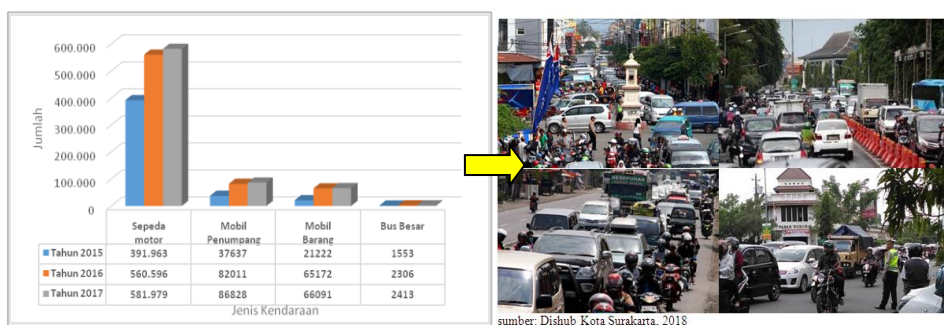 600.000
500.000
400.000
300.000
200.000
100.000
0
Jumlah
Sepeda motor Mobil Penumpang Mobil Barang Bus Besar
Tahun 2015 391.963 37637 21222 1553
Tahun 2016 560.596 82011 65172 2306
Tahun 2017 581.979 86828 66091 2413
Jenis Kendaraan
sumber: Dishub Kota Surakarta, 2018